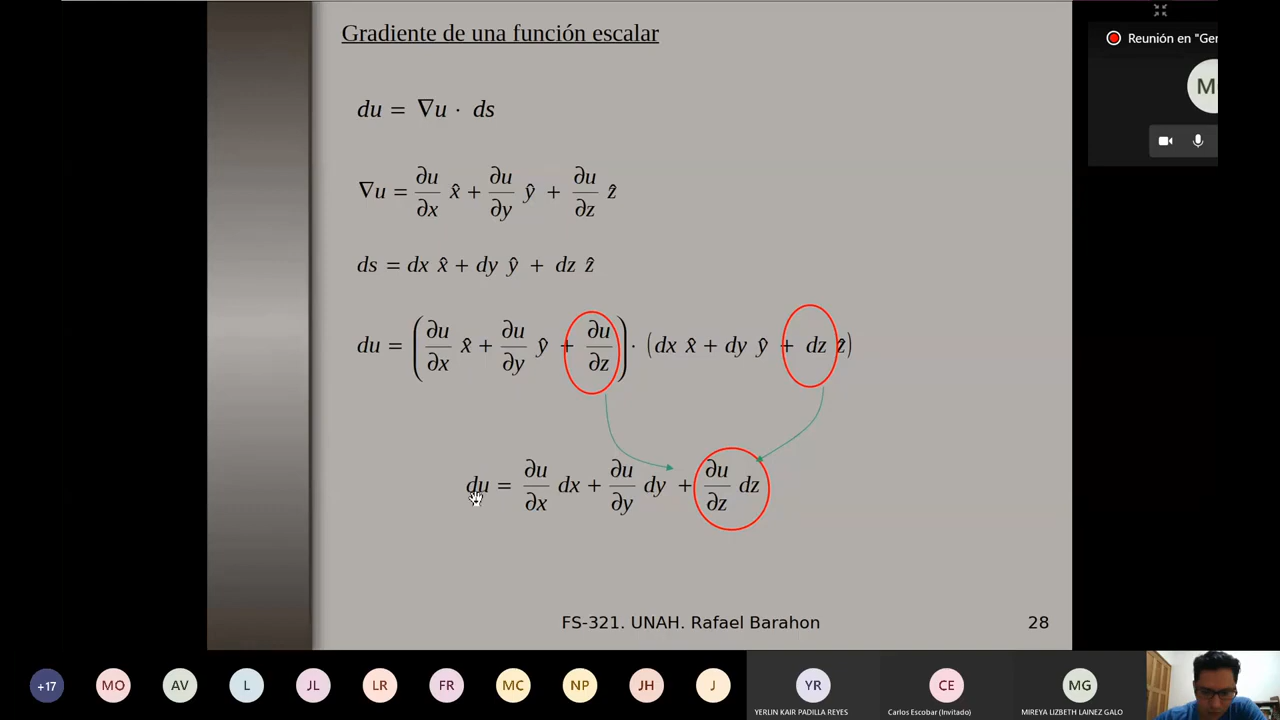 Gradiente de una función escalar
Reunión en "Ger
M
du = ∇u · ds
∇u = ∂u/∂x x̂ + ∂u/∂y ŷ + ∂u/∂z ẑ
ds = dx x̂ + dy ŷ + dz ẑ
du = (∂u/∂x x̂ + ∂u/∂y ŷ + ∂u/∂z) · (dx x̂ + dy ŷ + dz ẑ)
du = ∂u/∂x dx + ∂u/∂y dy + ∂u/∂z dz
FS-321. UNAH. Rafael Barahon
28
+17 MO AV L JL LR FR MC NP JH J YR CE MG
YERLIN KAIR PADILLA REYES Carlos Escobar (Invitado) MIREYA LIZBETH LAINEZ GALO